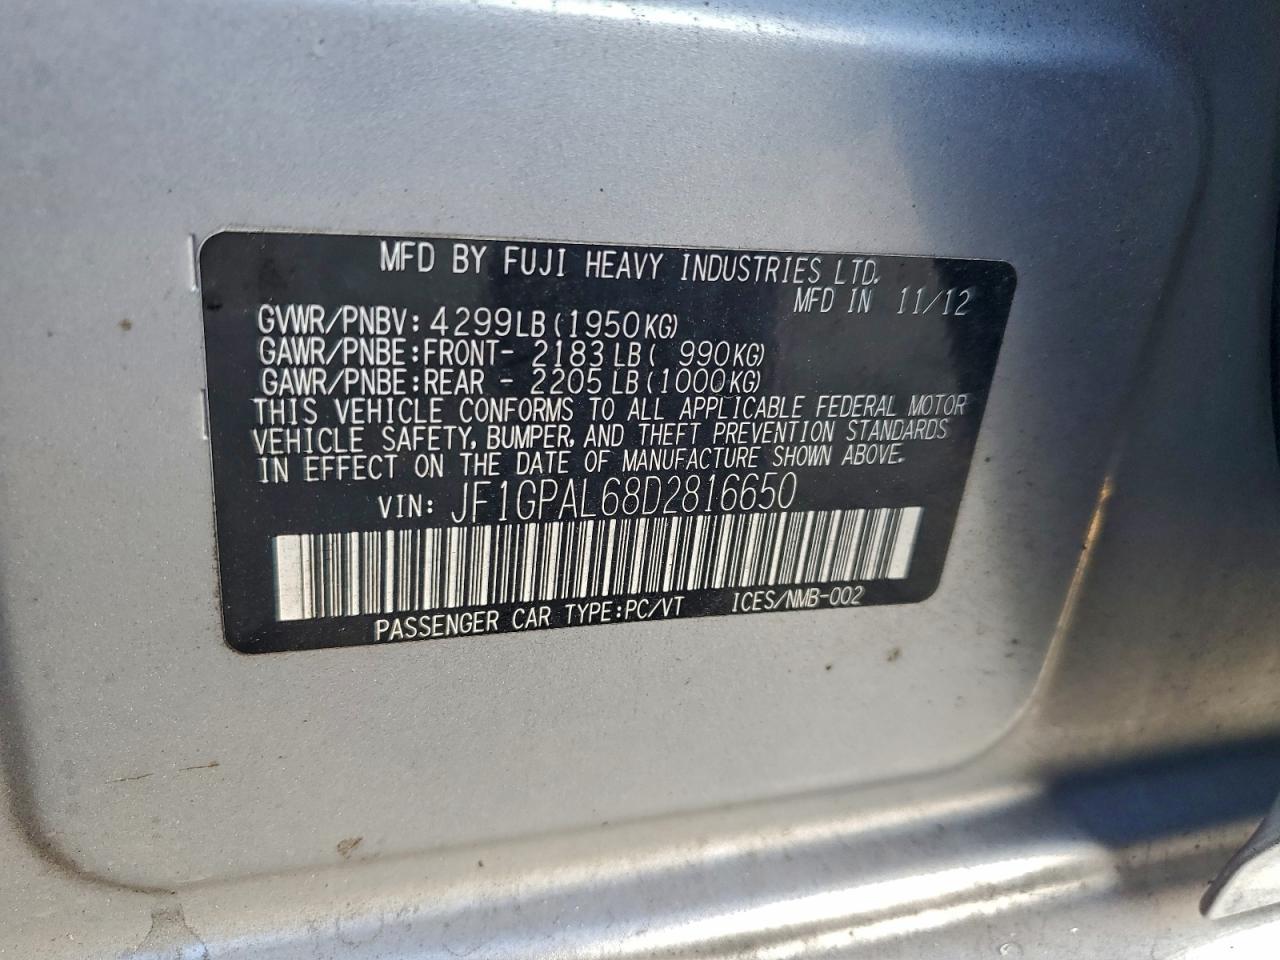 MFD BY FUJI HEAVY INDUSTRIES LTD.
MFD IN 11/12
GVWR/PNBV: 4299LB(1950KG)
GAWR/PNBE:FRONT- 2183LB( 990KG)
GAWR/PNBE:REAR - 2205LB(1000KG)
THIS VEHICLE CONFORMS TO ALL APPLICABLE FEDERAL MOTOR
VEHICLE SAFETY, BUMPER, AND THEFT PREVENTION STANDARDS
IN EFFECT ON THE DATE OF MANUFACTURE SHOWN ABOVE.
VIN: JF1GPAL68D2816650
PASSENGER CAR TYPE:PC/VT ICES/NMB-002